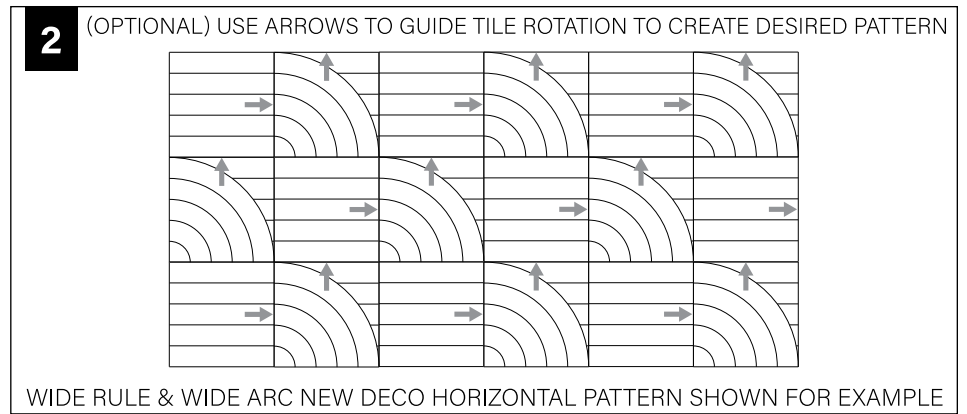 2
(OPTIONAL) USE ARROWS TO GUIDE TILE ROTATION TO CREATE DESIRED PATTERN
WIDE RULE & WIDE ARC NEW DECO HORIZONTAL PATTERN SHOWN FOR EXAMPLE